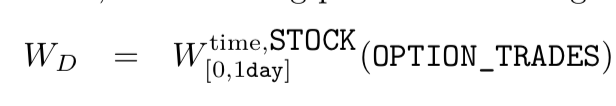 W_D = W^{time,STOCK}_{[0,1day]}(OPTION_TRADES)